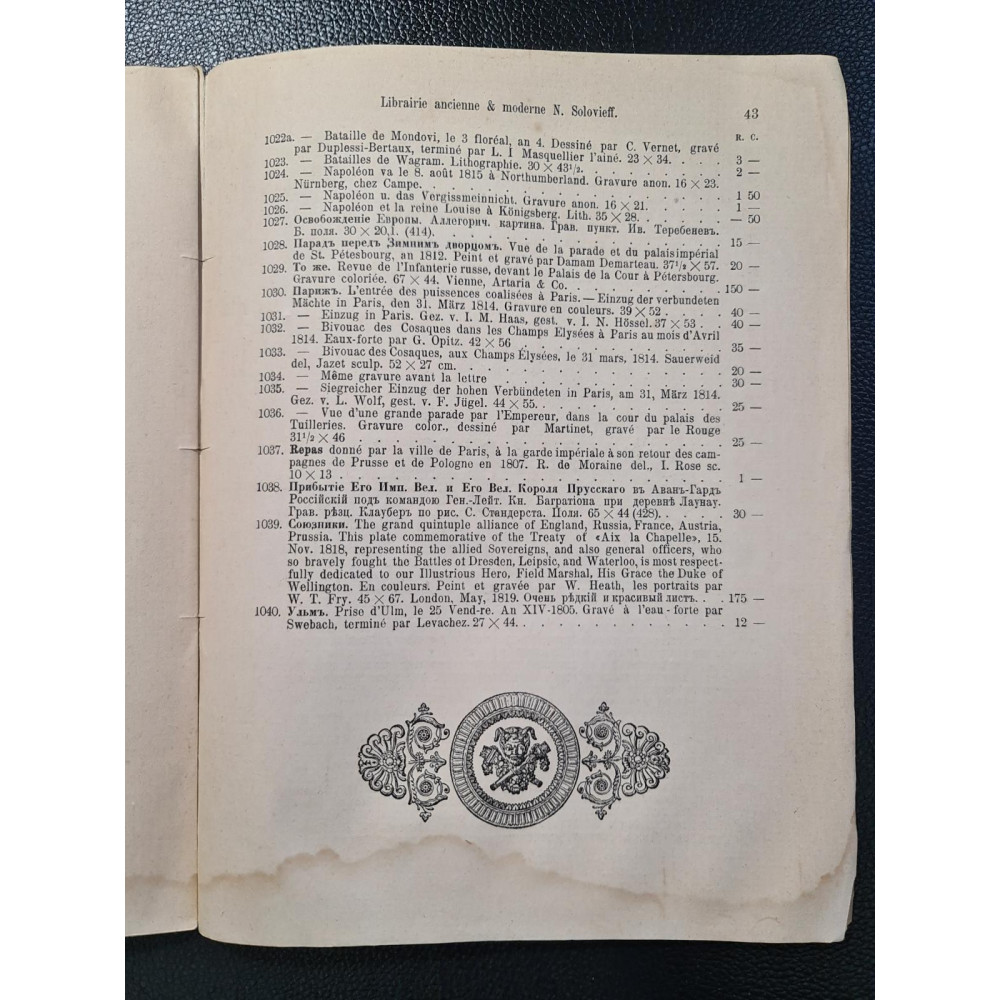 Librairie ancienne & moderne N. Solovieff.
43
R. C.
1022a. — Bataille de Mondovi, le 3 floréal, an 4. Dessiné par C. Vernet, gravé
par Duplessi-Bertaux, terminé par L. I Masquellier l'ainé. 23 × 34. . . . 3 —
1023. — Batailles de Wagram. Lithographie. 30 × 43¹/₂. . . . . . . . 2 —
1024. — Napoléon va le 8. août 1815 à Northumberland. Gravure anon. 16 × 23.
Nürnberg, chez Campe. . . . . . . . . . . . . . . 1 50
1025. — Napoléon u. das Vergissmeinnicht. Gravure anon. 16 × 21. . . . . . 1 —
1026. — Napoléon et la reine Louise à Königsberg. Lith. 35 × 28. . . . . . — 50
1027. Освобожденіе Европы. Аллегорич. картина. Грав. пункт. Ив. Теребеневъ.
Б. поля. 30 × 20,1. (414). . . . . . . . . . . . . . 15 —
1028. Парадъ передъ Зимнимъ дворцомъ. Vue de la parade et du palais impérial
de St. Pétesbourg, an 1812. Peint et gravé par Damam Demarteau. 37¹/₂ × 57. 20 —
1029. То же. Revue de l'Infanterie russe, devant le Palais de la Cour à Pétersbourg.
Gravure coloriée. 67 × 44. Vienne, Artaria & Co. . . . . . . . . 150 —
1030. Парижъ. L'entrée des puissences coalisées à Paris. — Einzug der verbundeten
Mächte in Paris, den 31. März 1814. Gravure en couleurs. 39 × 52 . . . . 40 —
1031. — Einzug in Paris. Gez. v. I. M. Haas, gest. v. I. N. Hössel. 37 × 53 . . 40 —
1032. — Bivouac des Cosaques dans les Champs Elysées à Paris au mois d'Avril
1814. Eaux-forte par G. Opitz. 42 × 56 . . . . . . . . . . 35 —
1033. — Bivouac des Cosaques, aux Champs Élysées, le 31 mars, 1814. Sauerweid
del, Jazet sculp. 52 × 27 cm. . . . . . . . . . . . . 20 —
1034. — Même gravure avant la lettre . . . . . . . . . . . 30 —
1035. — Siegreicher Einzug der hohen Verbündeten in Paris, am 31, März 1814.
Gez. v. L. Wolf, gest. v. F. Jügel. 44 × 55. . . . . . . . . . 25 —
1036. — Vue d'une grande parade par l'Empereur, dans la cour du palais des
Tuilleries. Gravure color., dessiné par Martinet, gravé par le Rouge
31¹/₂ × 46 . . . . . . . . . . . . . . . . . 25 —
1037. Repas donné par la ville de Paris, à la garde impériale à son retour des cam-
pagnes de Prusse et de Pologne en 1807. R. de Moraine del., I. Rose sc.
10 × 13 . . . . . . . . . . . . . . . . . . 1 —
1038. Прибытіе Его Имп. Вел. и Его Вел. Короля Прусскаго въ Аванъ-Гардъ
Россійскій подъ командою Ген.-Лейт. Кн. Багратіона при деревнѣ Лаунау.
Грав. рѣзц. Клауберъ по рис. С. Стандерста. Поля. 65 × 44 (428). . . . . 30 —
1039. Союзники. The grand quintuple alliance of England, Russia, France, Austria,
Prussia. This plate commemorative of the Treaty of «Aix la Chapelle», 15.
Nov. 1818, representing the allied Sovereigns, and also general officers, who
so bravely fought the Battles of Dresden, Leipsic, and Waterloo, is most respect-
fully dedicated to our Illustrious Hero, Field Marshal, His Grace the Duke of
Wellington. En couleurs. Peint et gravée par W. Heath, les portraits par
W. T. Fry. 45 × 67. London, May, 1819. Очень рѣдкій и красивый листъ. . . 175 —
1040. Ульмъ. Prise d'Ulm, le 25 Vend-re. An XIV-1805. Gravé à l'eau-forte par
Swebach, terminé par Levachez. 27 × 44. . . . . . . . . . . 12 —